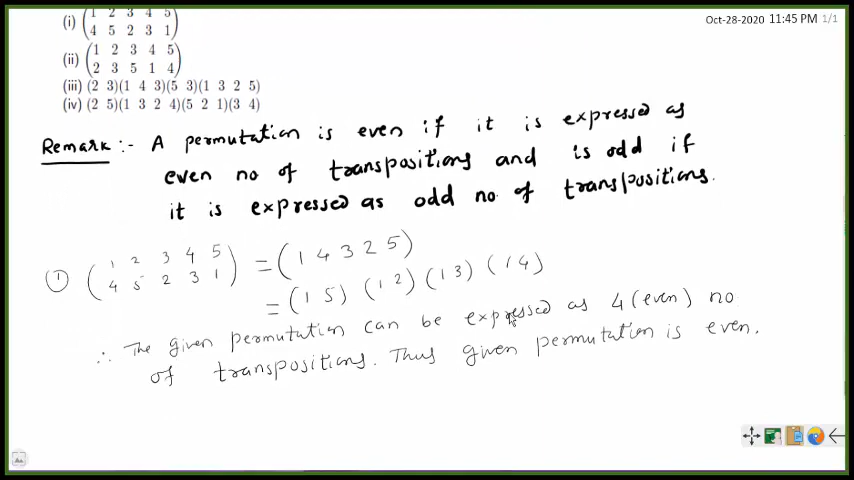 Oct-28-2020 11:45 PM 1/1
(i) (1 2 3 4 5
4 5 2 3 1)
(ii) (1 2 3 4 5
2 3 5 1 4)
(iii) (2 3)(1 4 3)(5 3)(1 3 2 5)
(iv) (2 5)(1 3 2 4)(5 2 1)(3 4)
Remark :- A permutation is even if it is expressed as
even no of transpositions and is odd if
it is expressed as odd no. of transpositions.
① (1 2 3 4 5
4 5 2 3 1) = (1 4 3 2 5)
= (1 5) (1 2) (1 3) (1 4)
∴ The given permutation can be expressed as 4 (even) no
of transpositions. Thus given permutation is even.